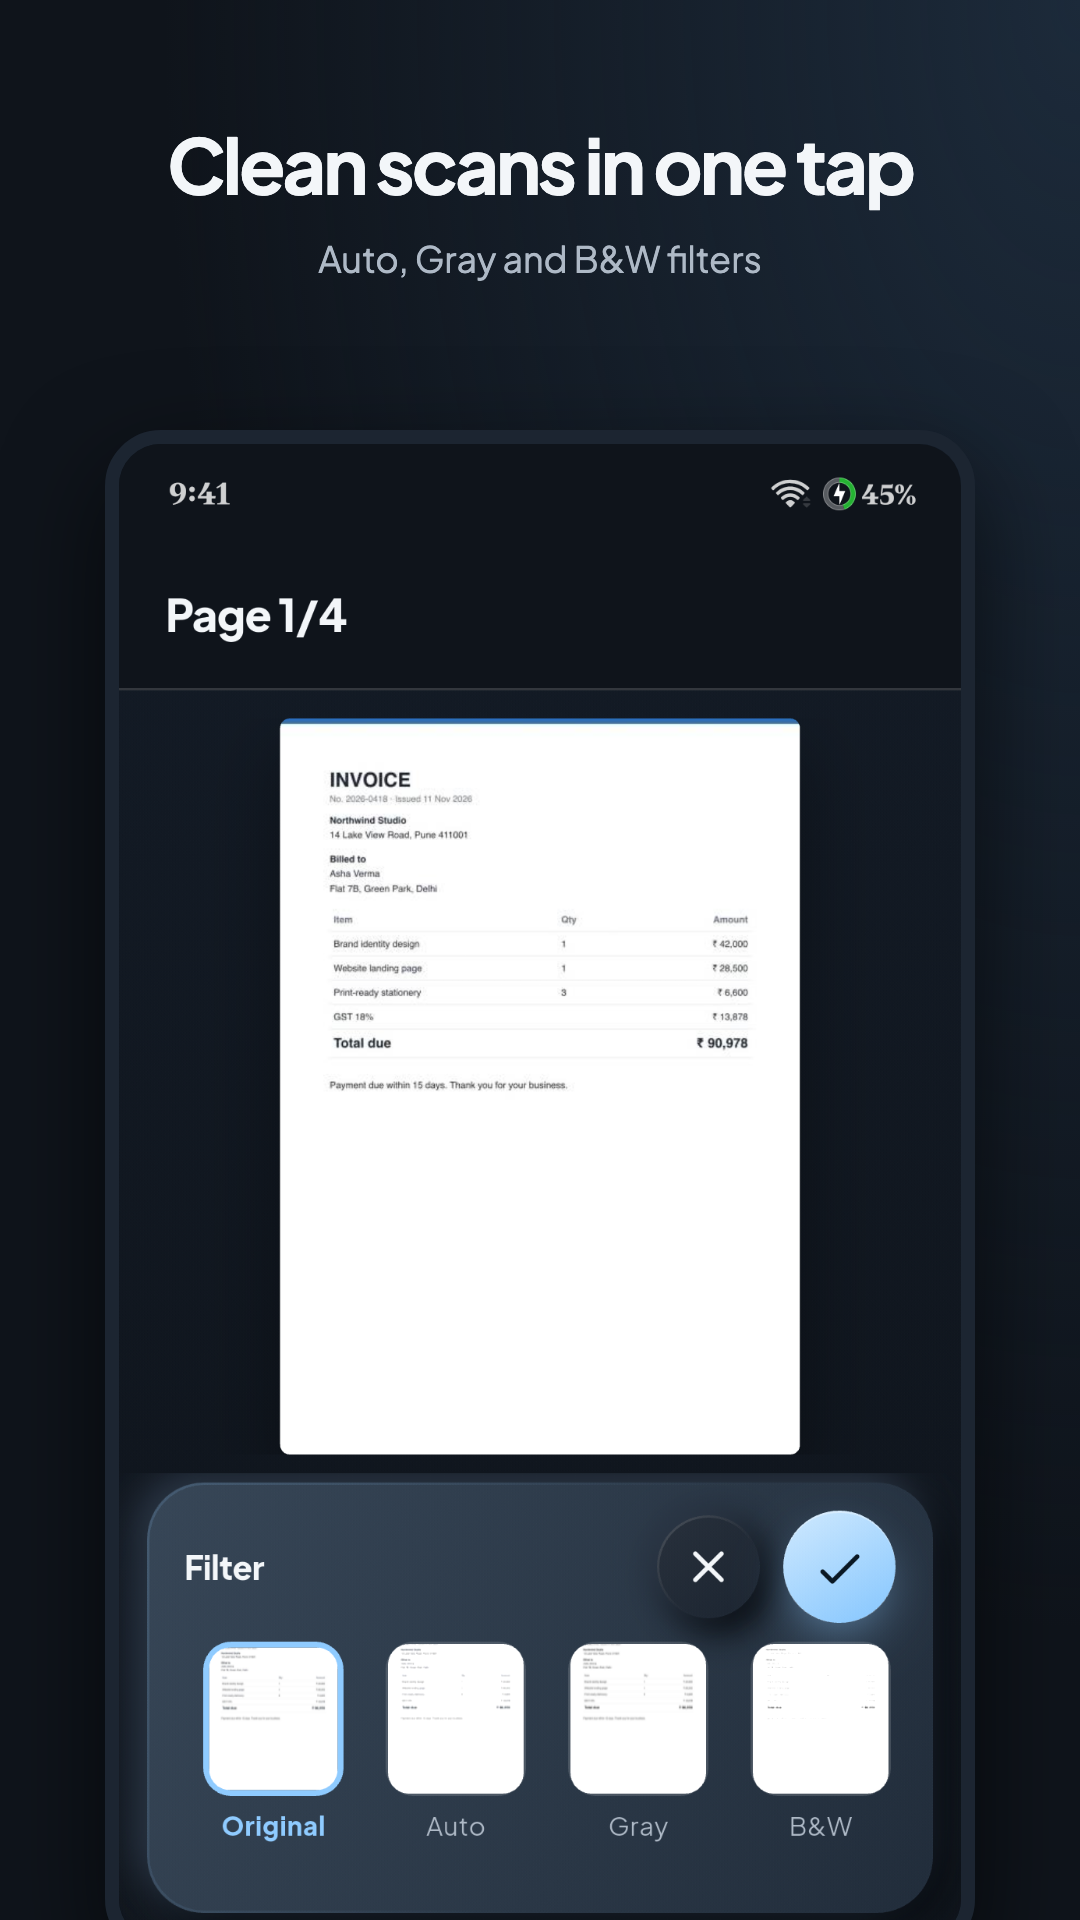 Clean scans in one tap
Auto, Gray and B&W filters
9:41
45%
Page 1/4
INVOICE
No. 2026-0418 · Issued 11 Nov 2026
Northwind Studio
14 Lake View Road, Pune 411001
Billed to
Asha Verma
Flat 7B, Green Park, Delhi
Item Qty Amount
Brand identity design 1 ₹ 42,000
Website landing page 1 ₹ 28,500
Print-ready stationery 3 ₹ 6,600
GST 18% ₹ 13,878
Total due ₹ 90,978
Payment due within 15 days. Thank you for your business.
Filter
Original Auto Gray B&W